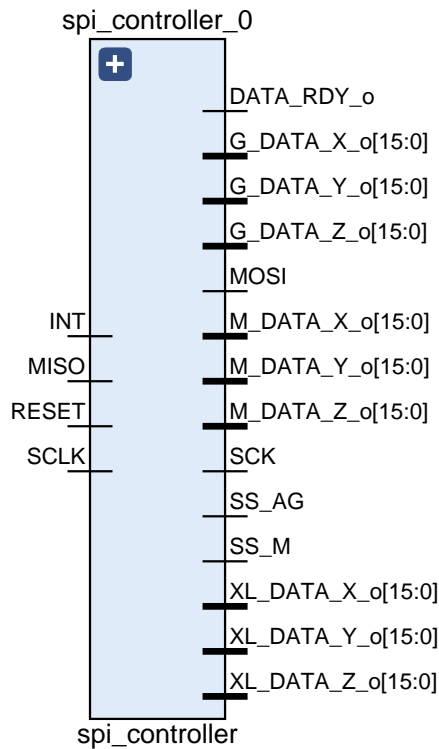 spi_controller_0
DATA_RDY_o
G_DATA_X_o[15:0]
G_DATA_Y_o[15:0]
G_DATA_Z_o[15:0]
MOSI
INT
M_DATA_X_o[15:0]
MISO
M_DATA_Y_o[15:0]
RESET
M_DATA_Z_o[15:0]
SCLK
SCK
SS_AG
SS_M
XL_DATA_X_o[15:0]
XL_DATA_Y_o[15:0]
XL_DATA_Z_o[15:0]
spi_controller